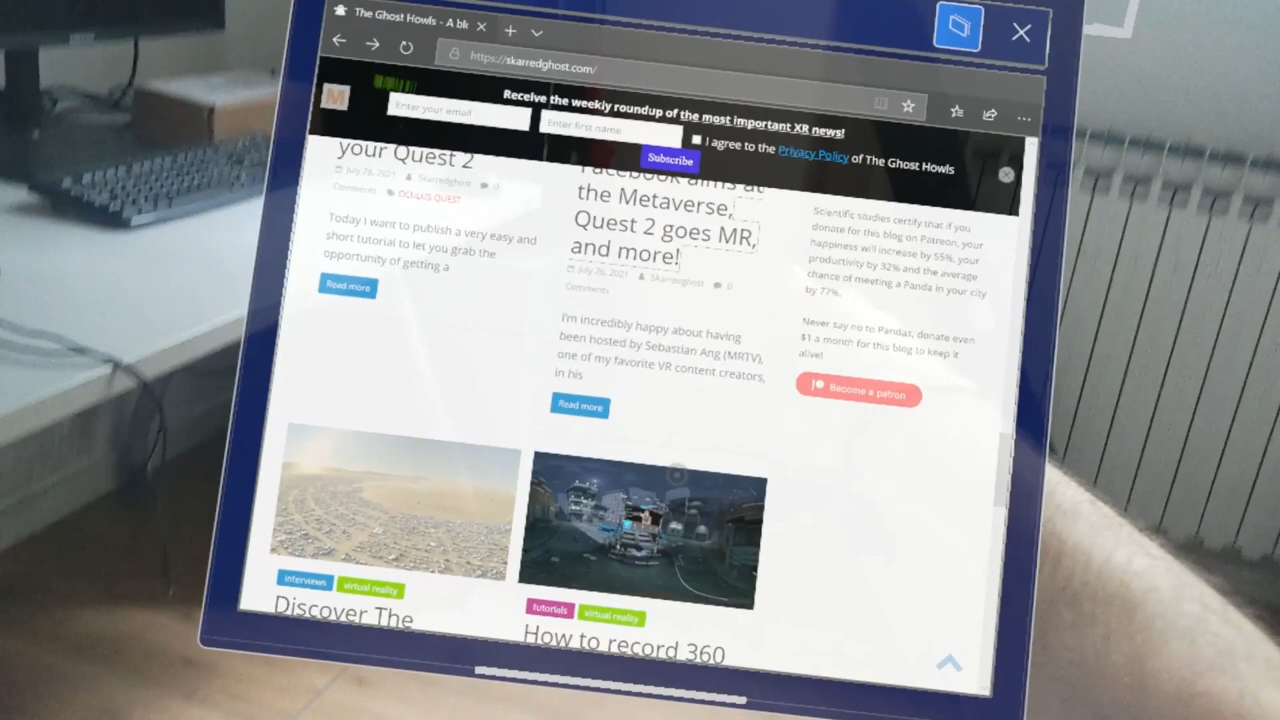 The Ghost Howls - A bl
https://skarredghost.com/
M
Receive the weekly roundup of the most important XR news!
Enter your email
Enter first name
I agree to the Privacy Policy of The Ghost Howls
Subscribe
your Quest 2
July 26, 2021 Skarredghost 0
Comments OCULUS QUEST
Today I want to publish a very easy and
short tutorial to let you grab the
opportunity of getting a
Read more
Facebook aims at
the Metaverse,
Quest 2 goes MR,
and more!
July 26, 2021 Skarredghost 0
Comments
I'm incredibly happy about having
been hosted by Sebastian Ang (MRTV),
one of my favorite VR content creators,
in his
Read more
Scientific studies certify that if you
donate for this blog on Patreon, your
happiness will increase by 55%, your
productivity by 32% and the average
chance of meeting a Panda in your city
by 77%.
Never say no to Pandas, donate even
$1 a month for this blog to keep it
alive!
Become a patron
interviews virtual reality
Discover The
tutorials virtual reality
How to record 360